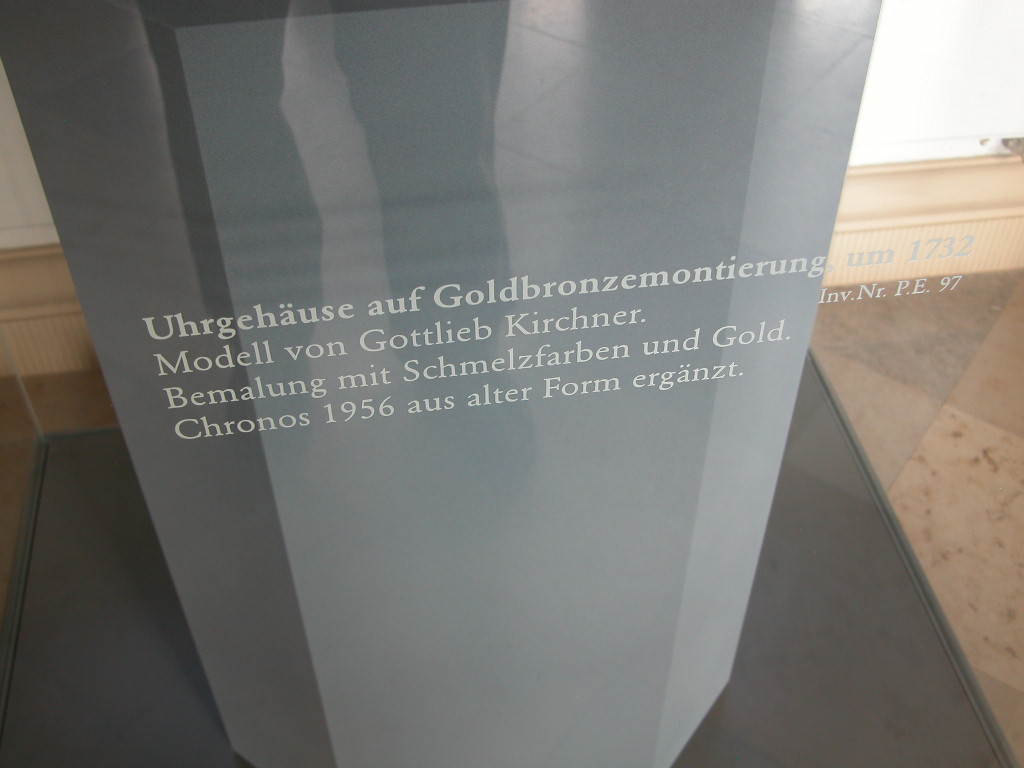 Uhrgehäuse auf Goldbronzemontierung, um 1732
Modell von Gottlieb Kirchner. Inv.Nr. P.E. 97
Bemalung mit Schmelzfarben und Gold.
Chronos 1956 aus alter Form ergänzt.